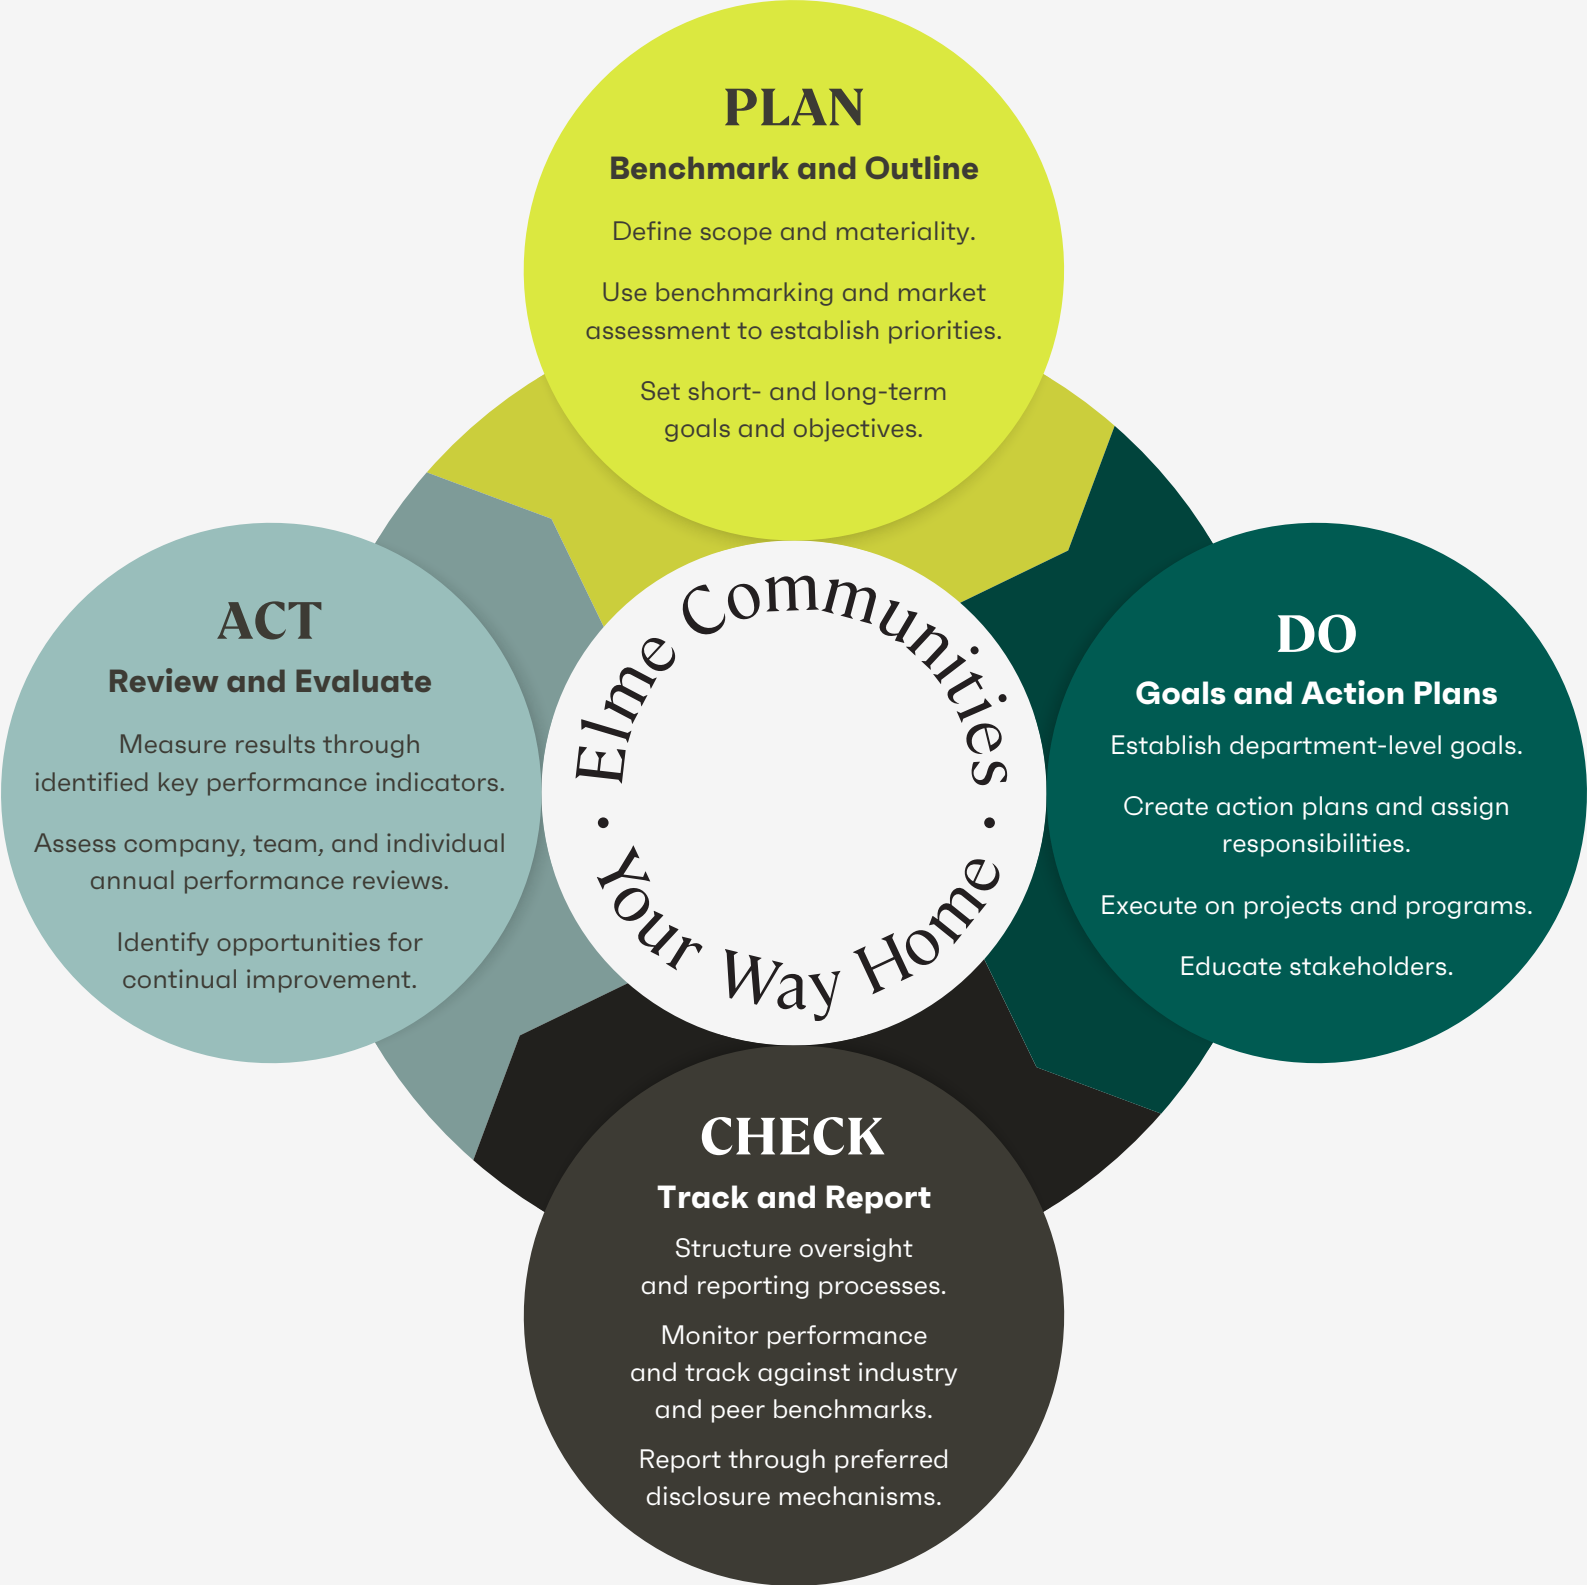 PLAN
Benchmark and Outline
Define scope and materiality.
Use benchmarking and market
assessment to establish priorities.
Set short- and long-term
goals and objectives.
DO
Goals and Action Plans
Establish department-level goals.
Create action plans and assign
responsibilities.
Execute on projects and programs.
Educate stakeholders.
CHECK
Track and Report
Structure oversight
and reporting processes.
Monitor performance
and track against industry
and peer benchmarks.
Report through preferred
disclosure mechanisms.
ACT
Review and Evaluate
Measure results through
identified key performance indicators.
Assess company, team, and individual
annual performance reviews.
Identify opportunities for
continual improvement.
Elme Communities
• Your Way Home •